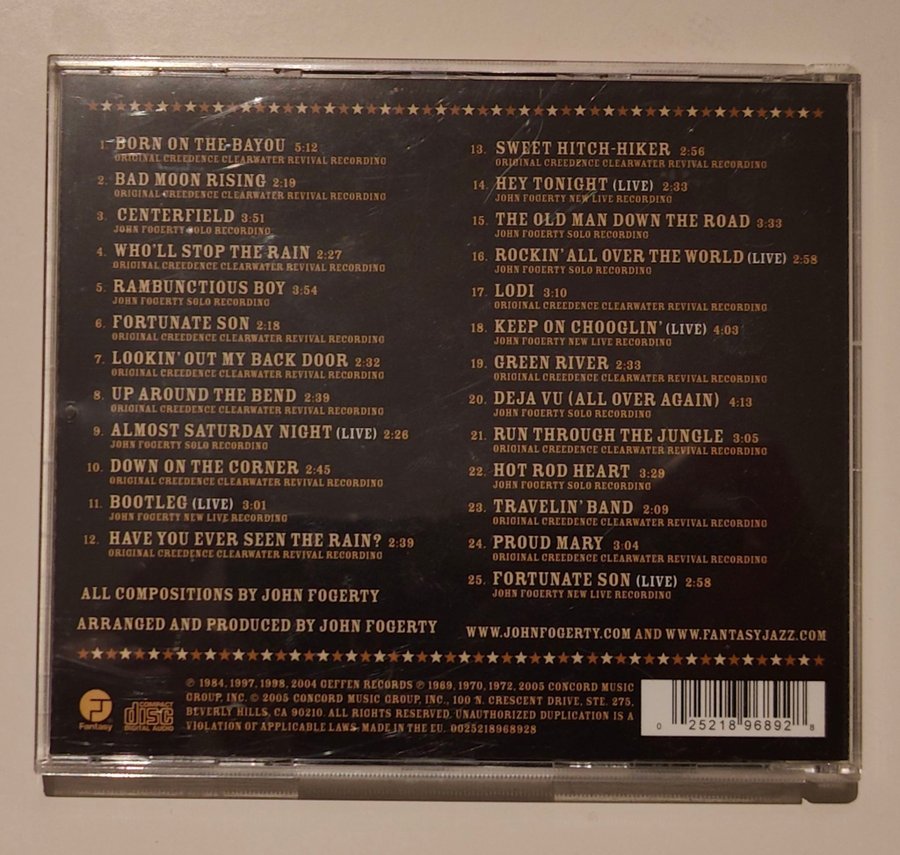 1. BORN ON THE BAYOU 5:12
ORIGINAL CREEDENCE CLEARWATER REVIVAL RECORDING
2. BAD MOON RISING 2:19
ORIGINAL CREEDENCE CLEARWATER REVIVAL RECORDING
3. CENTERFIELD 3:51
JOHN FOGERTY SOLO RECORDING
4. WHO'LL STOP THE RAIN 2:27
ORIGINAL CREEDENCE CLEARWATER REVIVAL RECORDING
5. RAMBUNCTIOUS BOY 3:54
JOHN FOGERTY SOLO RECORDING
6. FORTUNATE SON 2:18
ORIGINAL CREEDENCE CLEARWATER REVIVAL RECORDING
7. LOOKIN' OUT MY BACK DOOR 2:32
ORIGINAL CREEDENCE CLEARWATER REVIVAL RECORDING
8. UP AROUND THE BEND 2:39
ORIGINAL CREEDENCE CLEARWATER REVIVAL RECORDING
9. ALMOST SATURDAY NIGHT (LIVE) 2:26
JOHN FOGERTY SOLO RECORDING
10. DOWN ON THE CORNER 2:45
ORIGINAL CREEDENCE CLEARWATER REVIVAL RECORDING
11. BOOTLEG (LIVE) 3:01
JOHN FOGERTY NEW LIVE RECORDING
12. HAVE YOU EVER SEEN THE RAIN? 2:39
ORIGINAL CREEDENCE CLEARWATER REVIVAL RECORDING
ALL COMPOSITIONS BY JOHN FOGERTY
ARRANGED AND PRODUCED BY JOHN FOGERTY
13. SWEET HITCH-HIKER 2:56
ORIGINAL CREEDENCE CLEARWATER REVIVAL RECORDING
14. HEY TONIGHT (LIVE) 2:33
JOHN FOGERTY NEW LIVE RECORDING
15. THE OLD MAN DOWN THE ROAD 3:33
JOHN FOGERTY SOLO RECORDING
16. ROCKIN' ALL OVER THE WORLD (LIVE) 2:58
JOHN FOGERTY SOLO RECORDING
17. LODI 3:10
ORIGINAL CREEDENCE CLEARWATER REVIVAL RECORDING
18. KEEP ON CHOOGLIN' (LIVE) 4:03
JOHN FOGERTY NEW LIVE RECORDING
19. GREEN RIVER 2:33
ORIGINAL CREEDENCE CLEARWATER REVIVAL RECORDING
20. DEJA VU (ALL OVER AGAIN) 4:13
JOHN FOGERTY SOLO RECORDING
21. RUN THROUGH THE JUNGLE 3:05
ORIGINAL CREEDENCE CLEARWATER REVIVAL RECORDING
22. HOT ROD HEART 3:29
JOHN FOGERTY SOLO RECORDING
23. TRAVELIN' BAND 2:09
ORIGINAL CREEDENCE CLEARWATER REVIVAL RECORDING
24. PROUD MARY 3:04
ORIGINAL CREEDENCE CLEARWATER REVIVAL RECORDING
25. FORTUNATE SON (LIVE) 2:58
JOHN FOGERTY NEW LIVE RECORDING
WWW.JOHNFOGERTY.COM AND WWW.FANTASYJAZZ.COM
Fantasy
COMPACT
disc
DIGITAL AUDIO
℗ 1984, 1997, 1998, 2004 GEFFEN RECORDS ℗ 1969, 1970, 1972, 2005 CONCORD MUSIC
GROUP, INC. © 2005 CONCORD MUSIC GROUP, INC., 100 N. CRESCENT DRIVE, STE. 275,
BEVERLY HILLS, CA 90210. ALL RIGHTS RESERVED. UNAUTHORIZED DUPLICATION IS A
VIOLATION OF APPLICABLE LAWS. MADE IN THE EU. 0025218968928
0 25218 96892 8